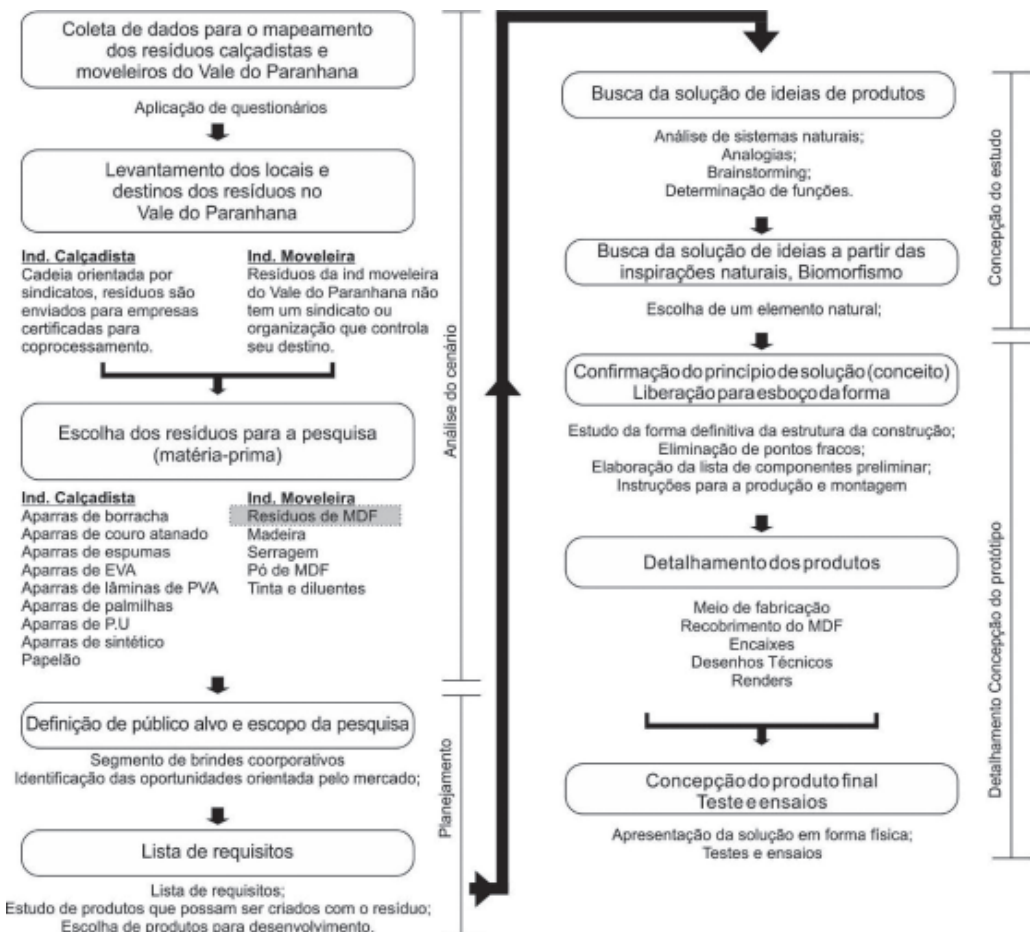 Coleta de dados para o mapeamento
dos resíduos calçadistas e
moveleiros do Vale do Paranhana
Aplicação de questionários
Levantamento dos locais e
destinos dos resíduos no
Vale do Paranhana
Ind. Calçadista
Cadeia orientada por
sindicatos, resíduos são
enviados para empresas
certificadas para
coprocessamento.
Ind. Moveleira
Resíduos da ind moveleira
do Vale do Paranhana não
tem um sindicato ou
organização que controla
seu destino.
Escolha dos resíduos para a pesquisa
(matéria-prima)
Ind. Calçadista
Aparras de borracha
Aparras de couro atanado
Aparras de espumas
Aparras de EVA
Aparras de lâminas de PVA
Aparras de palmilhas
Aparras de P.U
Aparras de sintético
Papelão
Ind. Moveleira
Resíduos de MDF
Madeira
Serragem
Pó de MDF
Tinta e diluentes
Análise do cenário
Definição de público alvo e escopo da pesquisa
Segmento de brindes coorporativos
Identificação das oportunidades orientada pelo mercado;
Lista de requisitos
Lista de requisitos;
Estudo de produtos que possam ser criados com o resíduo;
Escolha de produtos para desenvolvimento.
Planejamento
Busca da solução de ideias de produtos
Análise de sistemas naturais;
Analogias;
Brainstorming;
Determinação de funções.
Busca da solução de ideias a partir das
inspirações naturais, Biomorfismo
Escolha de um elemento natural;
Concepção do estudo
Confirmação do princípio de solução (conceito)
Liberação para esboço da forma
Estudo da forma definitiva da estrutura da construção;
Eliminação de pontos fracos;
Elaboração da lista de componentes preliminar;
Instruções para a produção e montagem
Detalhamento dos produtos
Meio de fabricação
Recobrimento do MDF
Encaixes
Desenhos Técnicos
Renders
Concepção do produto final
Teste e ensaios
Apresentação da solução em forma física;
Testes e ensaios
Detalhamento Concepção do protótipo